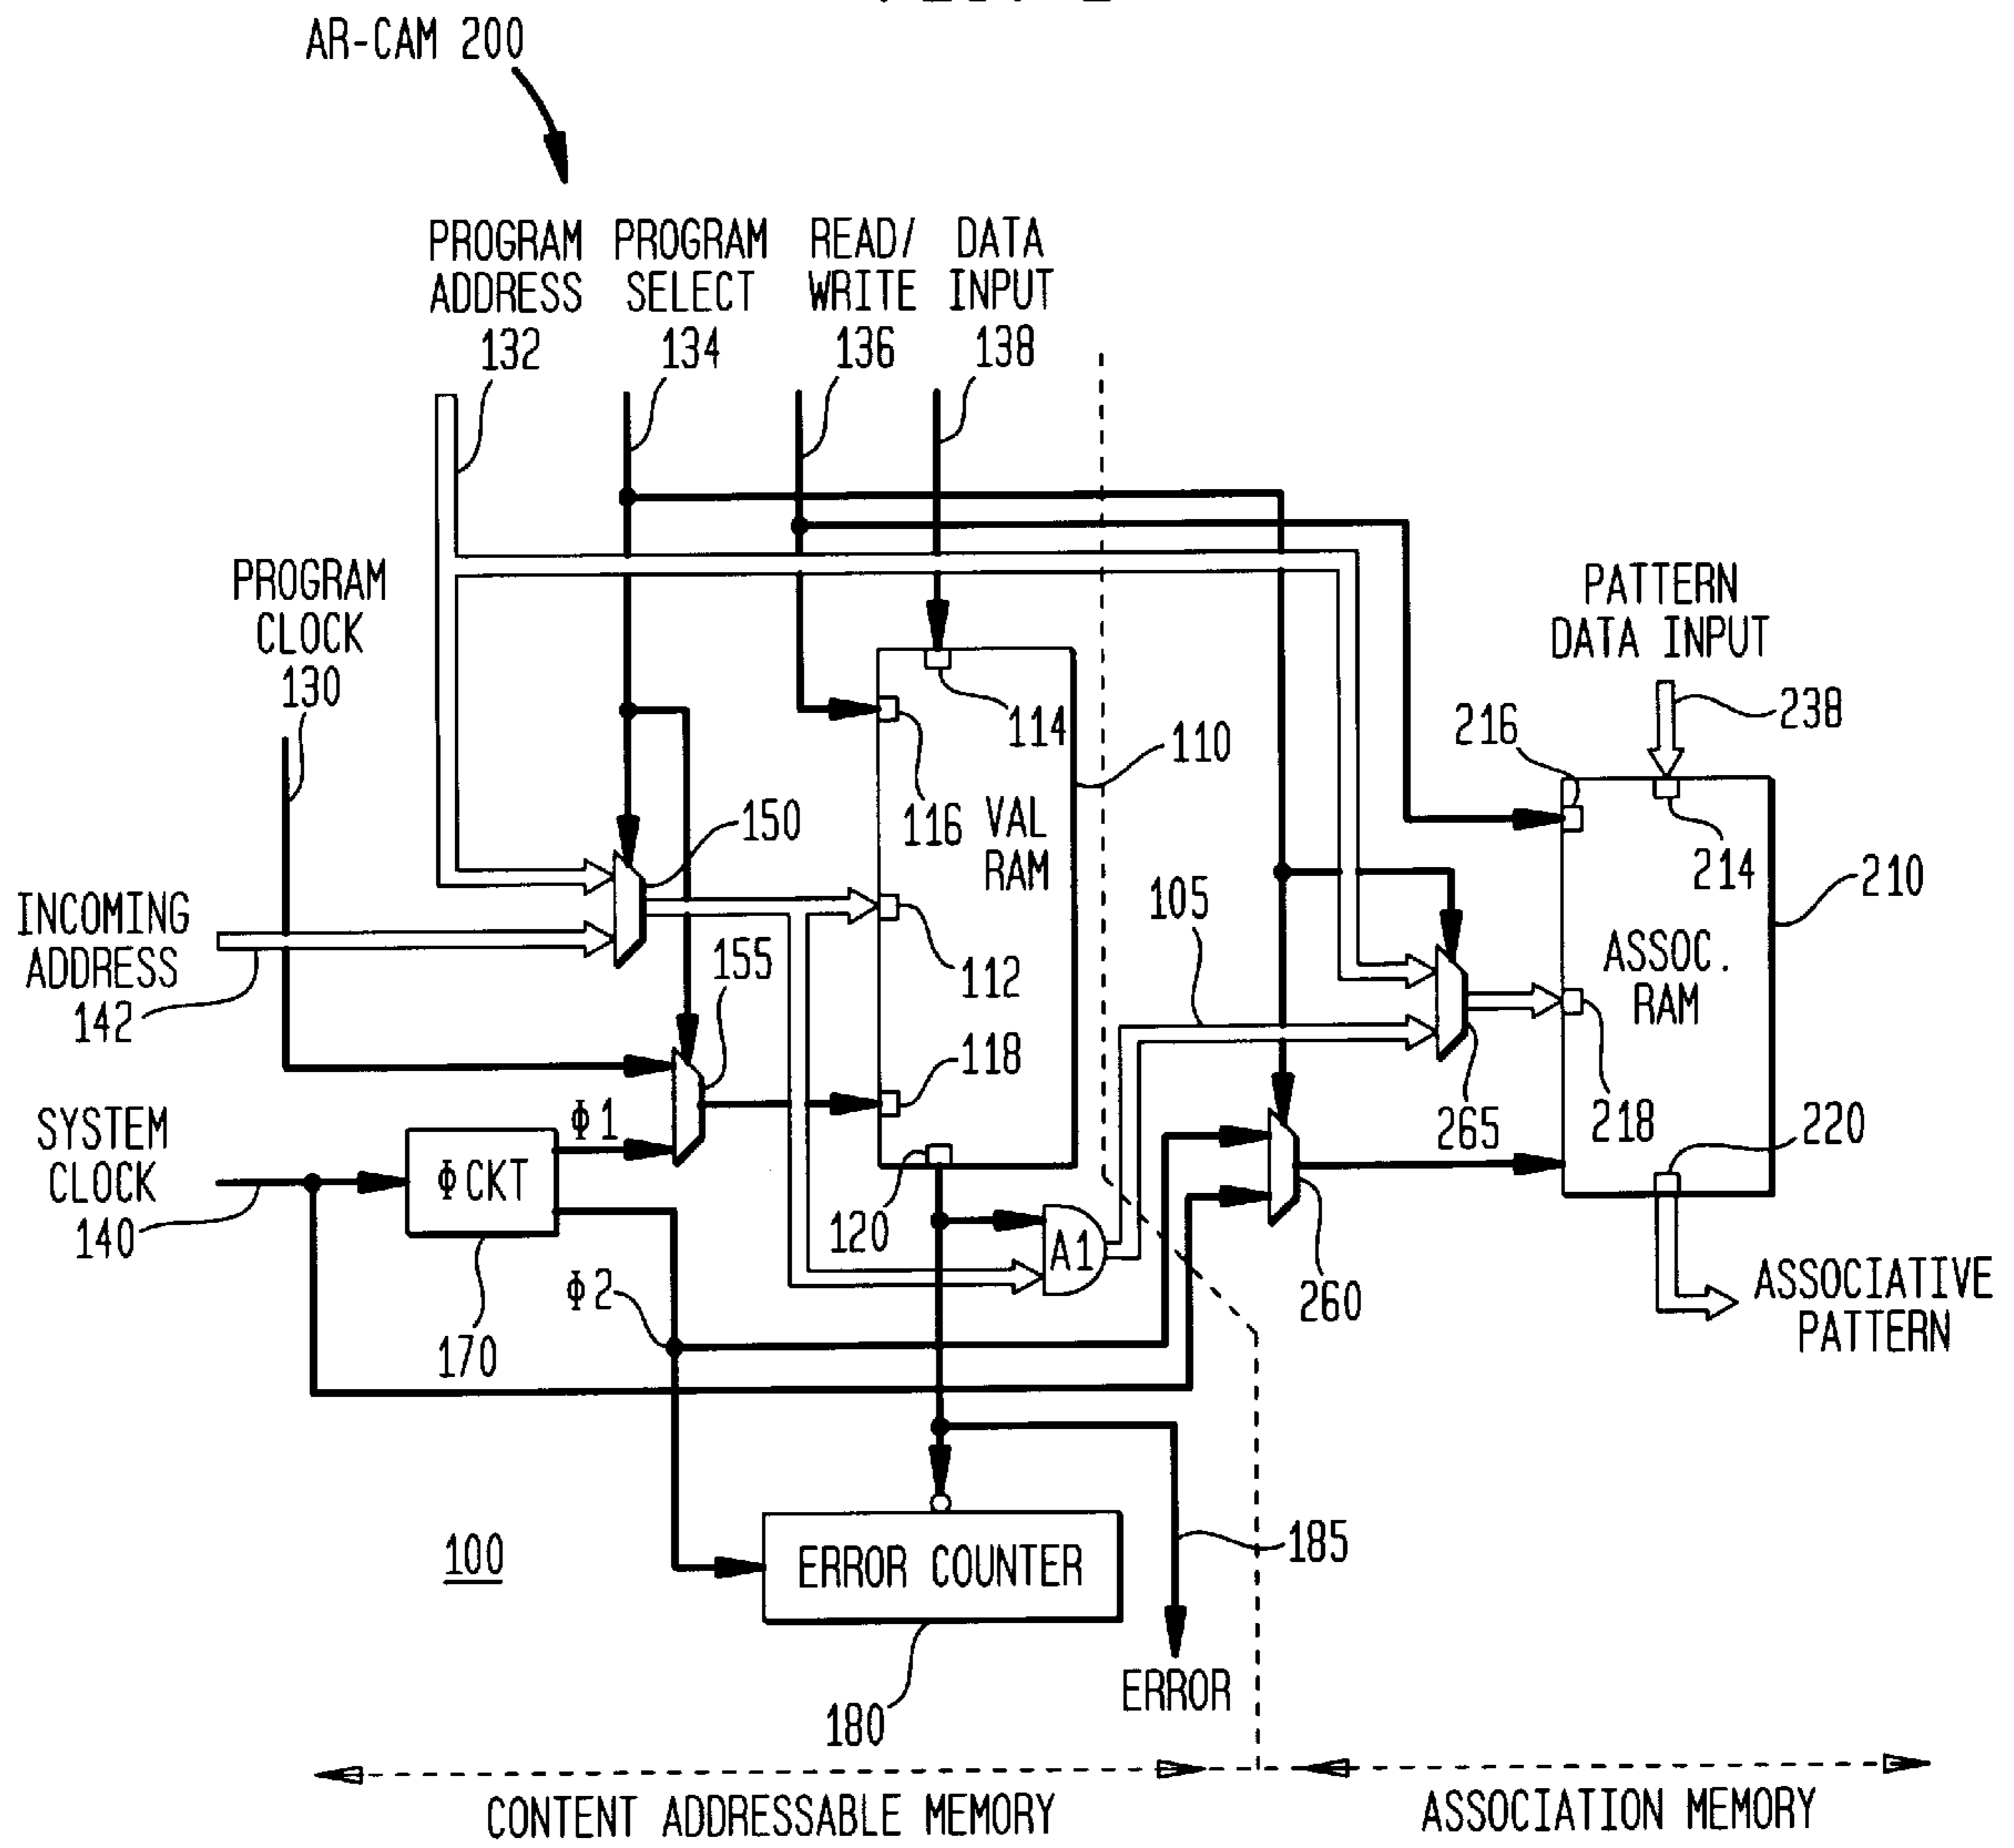 AR-CAM 200
PROGRAM ADDRESS 132
PROGRAM SELECT 134
READ/ WRITE 136
DATA INPUT 138
PROGRAM CLOCK 130
PATTERN DATA INPUT
238
216
114
110
116
VAL RAM
150
214
210
INCOMING ADDRESS 142
105
155
112
ASSOC. RAM
118
SYSTEM CLOCK 140
Φ1
ΦCKT
265
218
220
120
A1
Φ2
170
260
ASSOCIATIVE PATTERN
100
ERROR COUNTER
185
180
ERROR
CONTENT ADDRESSABLE MEMORY
ASSOCIATION MEMORY